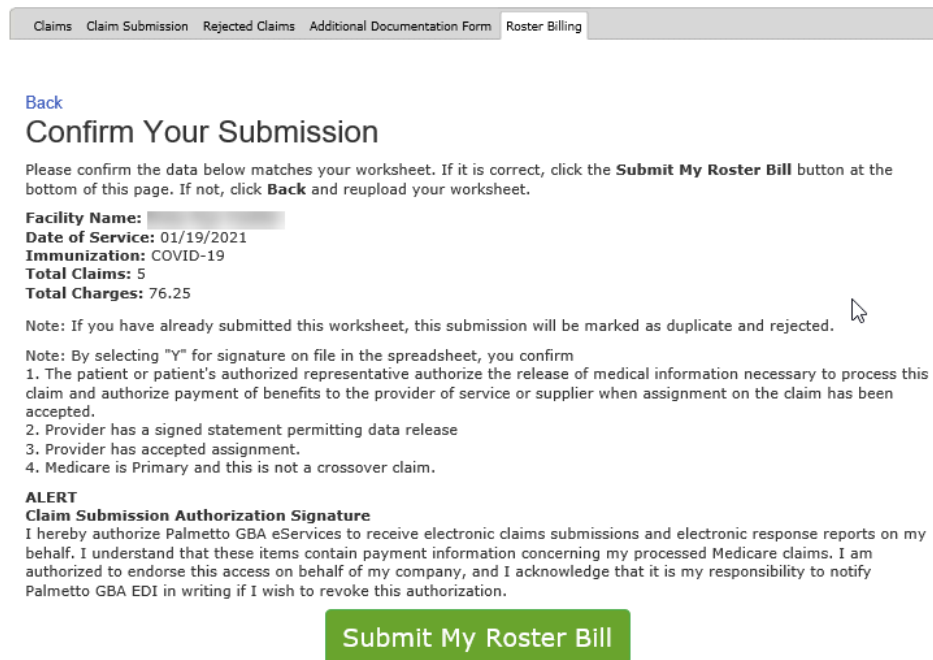 Claims Claim Submission Rejected Claims Additional Documentation Form Roster Billing
Back
Confirm Your Submission
Please confirm the data below matches your worksheet. If it is correct, click the Submit My Roster Bill button at the
bottom of this page. If not, click Back and reupload your worksheet.
Facility Name:
Date of Service: 01/19/2021
Immunization: COVID-19
Total Claims: 5
Total Charges: 76.25
Note: If you have already submitted this worksheet, this submission will be marked as duplicate and rejected.
Note: By selecting "Y" for signature on file in the spreadsheet, you confirm
1. The patient or patient's authorized representative authorize the release of medical information necessary to process this
claim and authorize payment of benefits to the provider of service or supplier when assignment on the claim has been
accepted.
2. Provider has a signed statement permitting data release
3. Provider has accepted assignment.
4. Medicare is Primary and this is not a crossover claim.
ALERT
Claim Submission Authorization Signature
I hereby authorize Palmetto GBA eServices to receive electronic claims submissions and electronic response reports on my
behalf. I understand that these items contain payment information concerning my processed Medicare claims. I am
authorized to endorse this access on behalf of my company, and I acknowledge that it is my responsibility to notify
Palmetto GBA EDI in writing if I wish to revoke this authorization.
Submit My Roster Bill